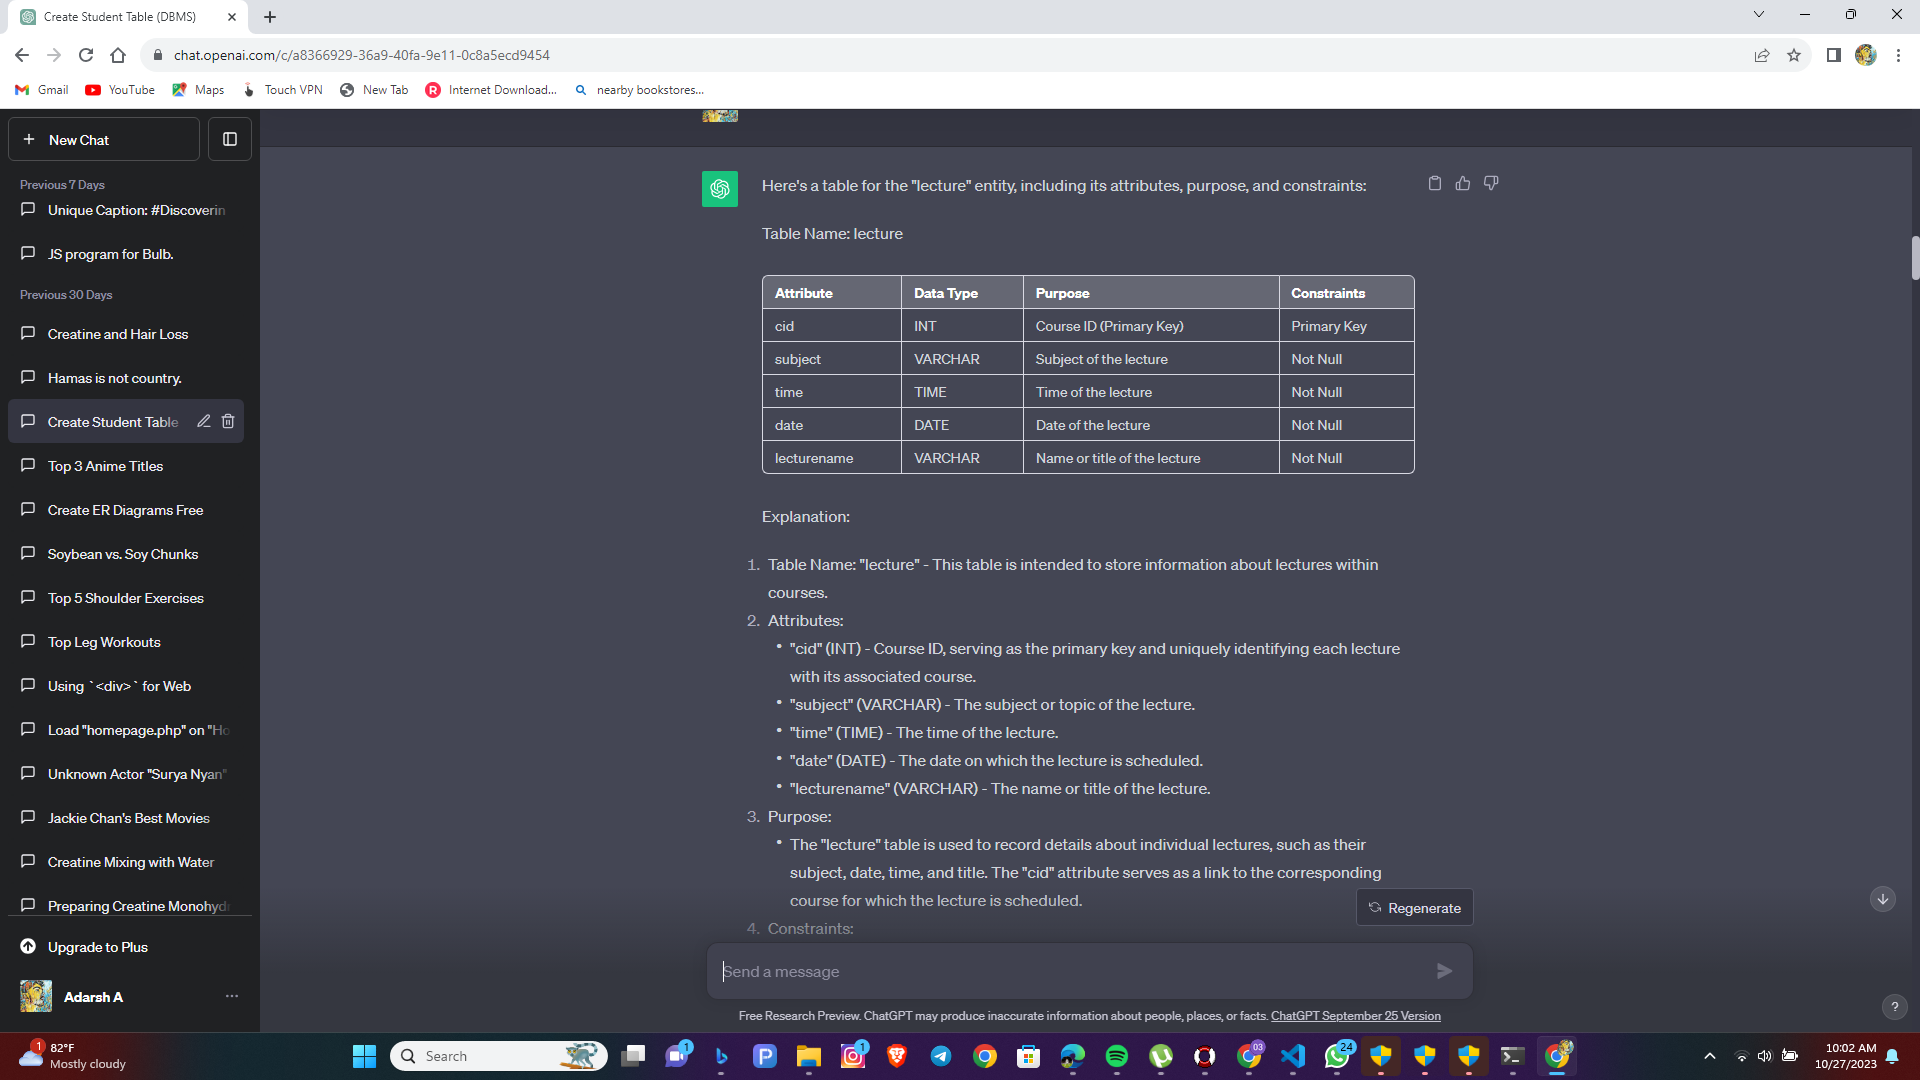 Create Student Table (DBMS)
chat.openai.com/c/a8366929-36a9-40fa-9e11-0c8a5ecd9454
Gmail YouTube Maps Touch VPN New Tab Internet Download... nearby bookstores...
New Chat
Previous 7 Days
Unique Caption: #Discoverin
JS program for Bulb.
Previous 30 Days
Creatine and Hair Loss
Hamas is not country.
Create Student Table
Top 3 Anime Titles
Create ER Diagrams Free
Soybean vs. Soy Chunks
Top 5 Shoulder Exercises
Top Leg Workouts
Using `<div>` for Web
Load "homepage.php" on "Ho
Unknown Actor "Surya Nyan"
Jackie Chan's Best Movies
Creatine Mixing with Water
Preparing Creatine Monohyd
Upgrade to Plus
Adarsh A
Here's a table for the "lecture" entity, including its attributes, purpose, and constraints:
Table Name: lecture
Attribute Data Type Purpose Constraints
cid INT Course ID (Primary Key) Primary Key
subject VARCHAR Subject of the lecture Not Null
time TIME Time of the lecture Not Null
date DATE Date of the lecture Not Null
lecturename VARCHAR Name or title of the lecture Not Null
Explanation:
1. Table Name: "lecture" - This table is intended to store information about lectures within
courses.
2. Attributes:
• "cid" (INT) - Course ID, serving as the primary key and uniquely identifying each lecture
with its associated course.
• "subject" (VARCHAR) - The subject or topic of the lecture.
• "time" (TIME) - The time of the lecture.
• "date" (DATE) - The date on which the lecture is scheduled.
• "lecturename" (VARCHAR) - The name or title of the lecture.
3. Purpose:
• The "lecture" table is used to record details about individual lectures, such as their
subject, date, time, and title. The "cid" attribute serves as a link to the corresponding
course for which the lecture is scheduled.
4. Constraints:
Regenerate
Send a message
Free Research Preview. ChatGPT may produce inaccurate information about people, places, or facts. ChatGPT September 25 Version
?
1
82°F
Mostly cloudy
Search
1
1
03
24
10:02 AM
10/27/2023